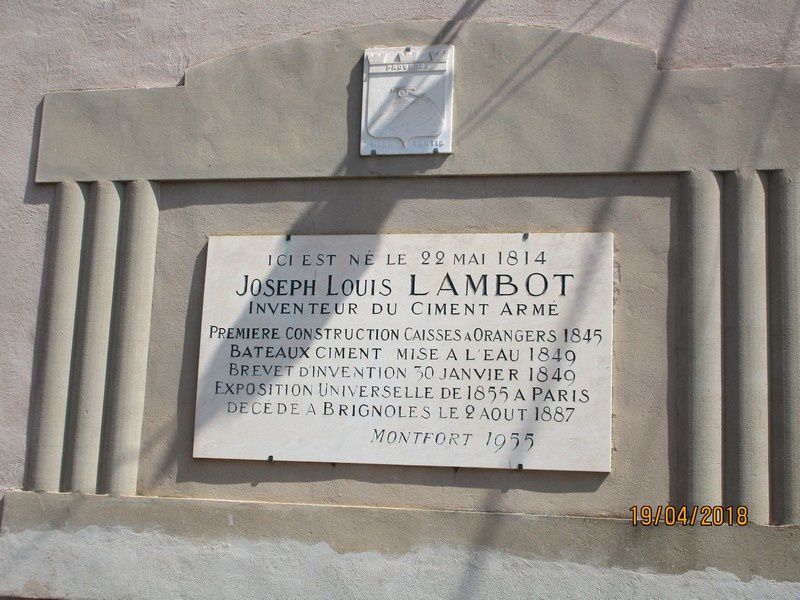 PROVENCE
ICI EST NÉ LE 22 MAI 1814
JOSEPH LOUIS LAMBOT
INVENTEUR DU CIMENT ARMÉ
PREMIERE CONSTRUCTION CAISSES A ORANGERS 1845
BATEAUX CIMENT MISE A L'EAU 1849
BREVET D'INVENTION 30 JANVIER 1849
EXPOSITION UNIVERSELLE DE 1855 A PARIS
DECEDE A BRIGNOLES LE 2 AOUT 1887
MONTFORT 1955
19/04/2018